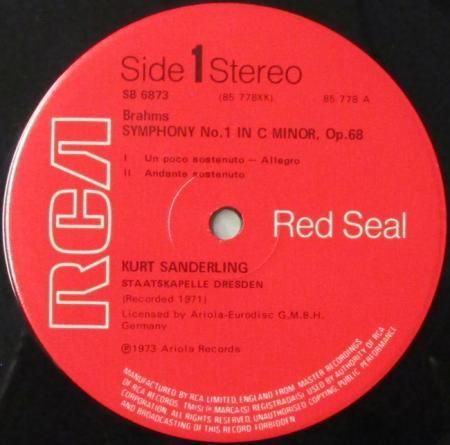 Side 1 Stereo
SB 6873 (85 778XK) 85 778 A
Brahms
SYMPHONY No.1 IN C MINOR, Op.68
I Un poco sostenuto – Allegro
II Andante sostenuto
RCA
Red Seal
KURT SANDERLING
STAATSKAPELLE DRESDEN
(Recorded 1971)
Licensed by Ariola-Eurodisc G.M.B.H.
Germany
Ⓟ1973 Ariola Records
MANUFACTURED BY RCA LIMITED, ENGLAND FROM MASTER RECORDINGS
OF RCA RECORDS. TM(S) ® MARCA(S) REGISTRADA(S) USED BY AUTHORITY OF RCA
CORPORATION. ALL RIGHTS RESERVED. UNAUTHORISED COPYING, PUBLIC PERFORMANCE
AND BROADCASTING OF THIS RECORD FORBIDDEN